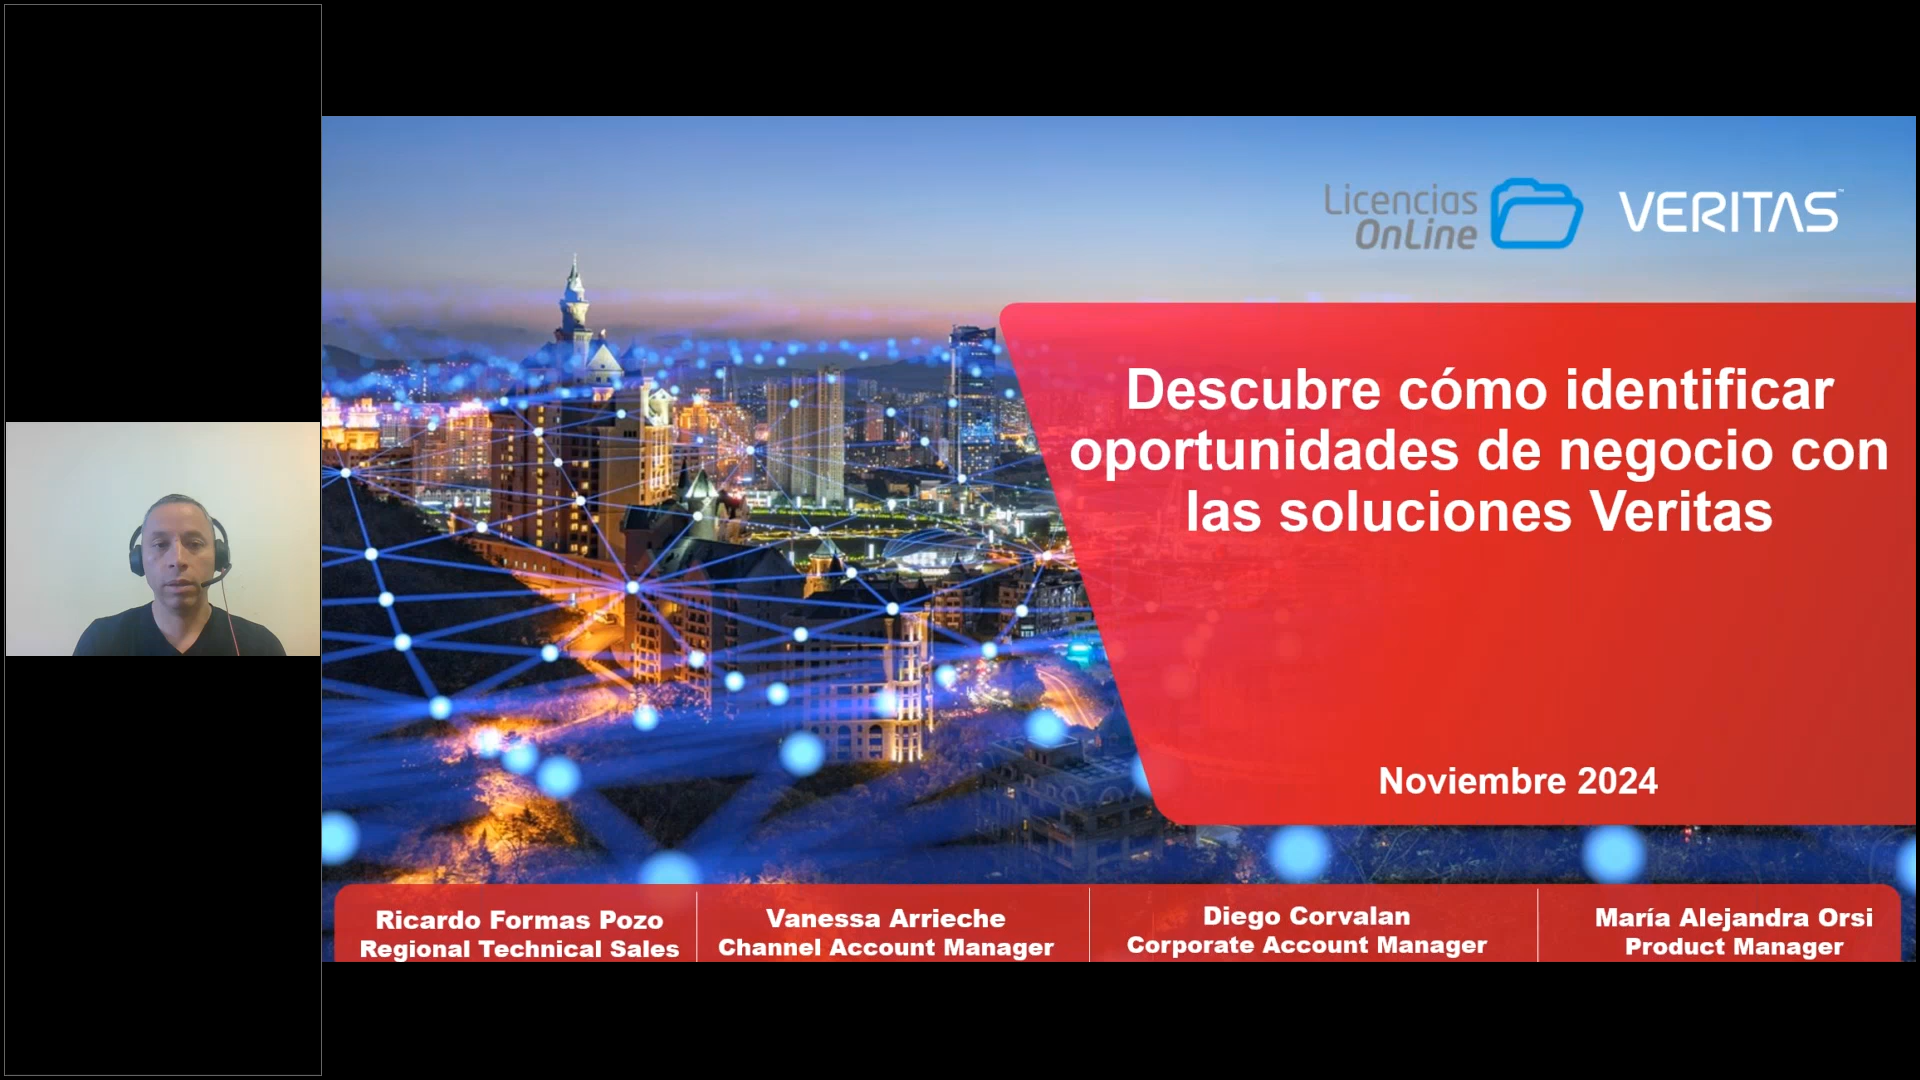 Licencias
OnLine
VERITAS™
Descubre cómo identificar
oportunidades de negocio con
las soluciones Veritas
Noviembre 2024
Ricardo Formas Pozo
Regional Technical Sales
Vanessa Arrieche
Channel Account Manager
Diego Corvalan
Corporate Account Manager
María Alejandra Orsi
Product Manager